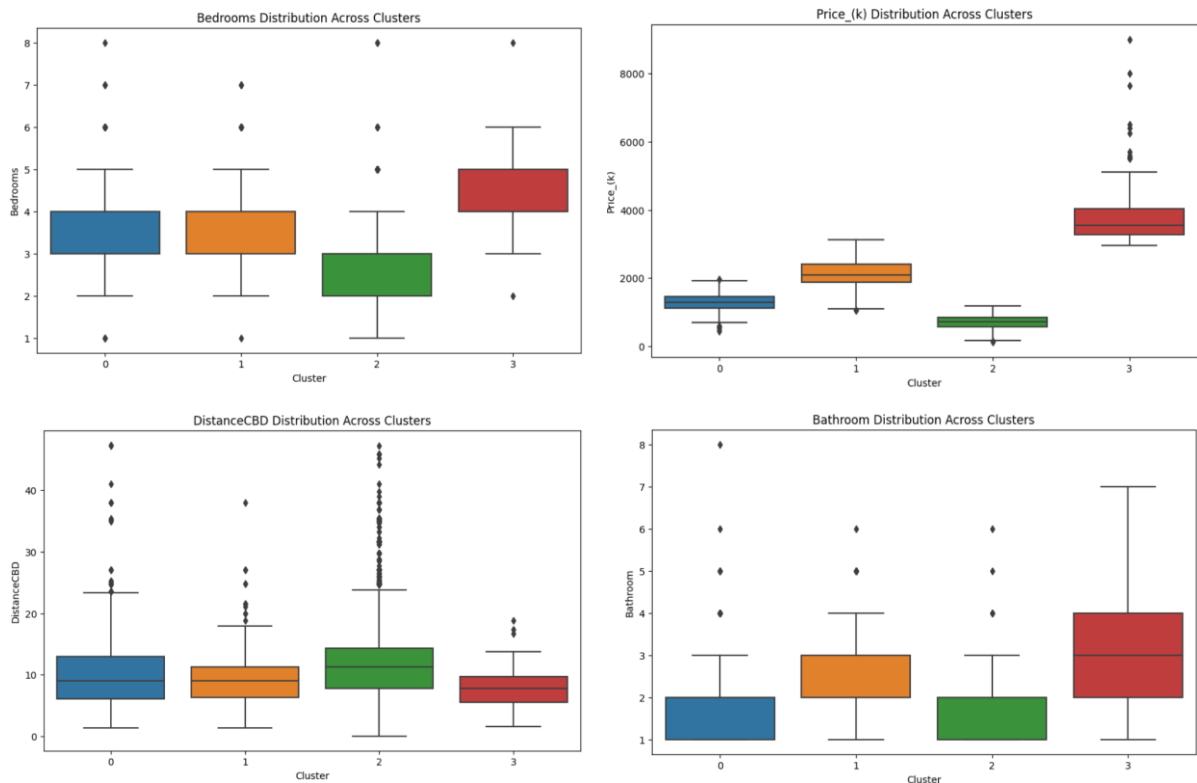 Bedrooms Distribution Across Clusters
8
7
6
5
4
3
2
1
Bedrooms
0 1 2 3
Cluster
Price_(k) Distribution Across Clusters
8000
6000
4000
2000
0
Price_(k)
0 1 2 3
Cluster
DistanceCBD Distribution Across Clusters
40
30
20
10
0
DistanceCBD
0 1 2 3
Cluster
Bathroom Distribution Across Clusters
8
7
6
5
4
3
2
1
Bathroom
0 1 2 3
Cluster